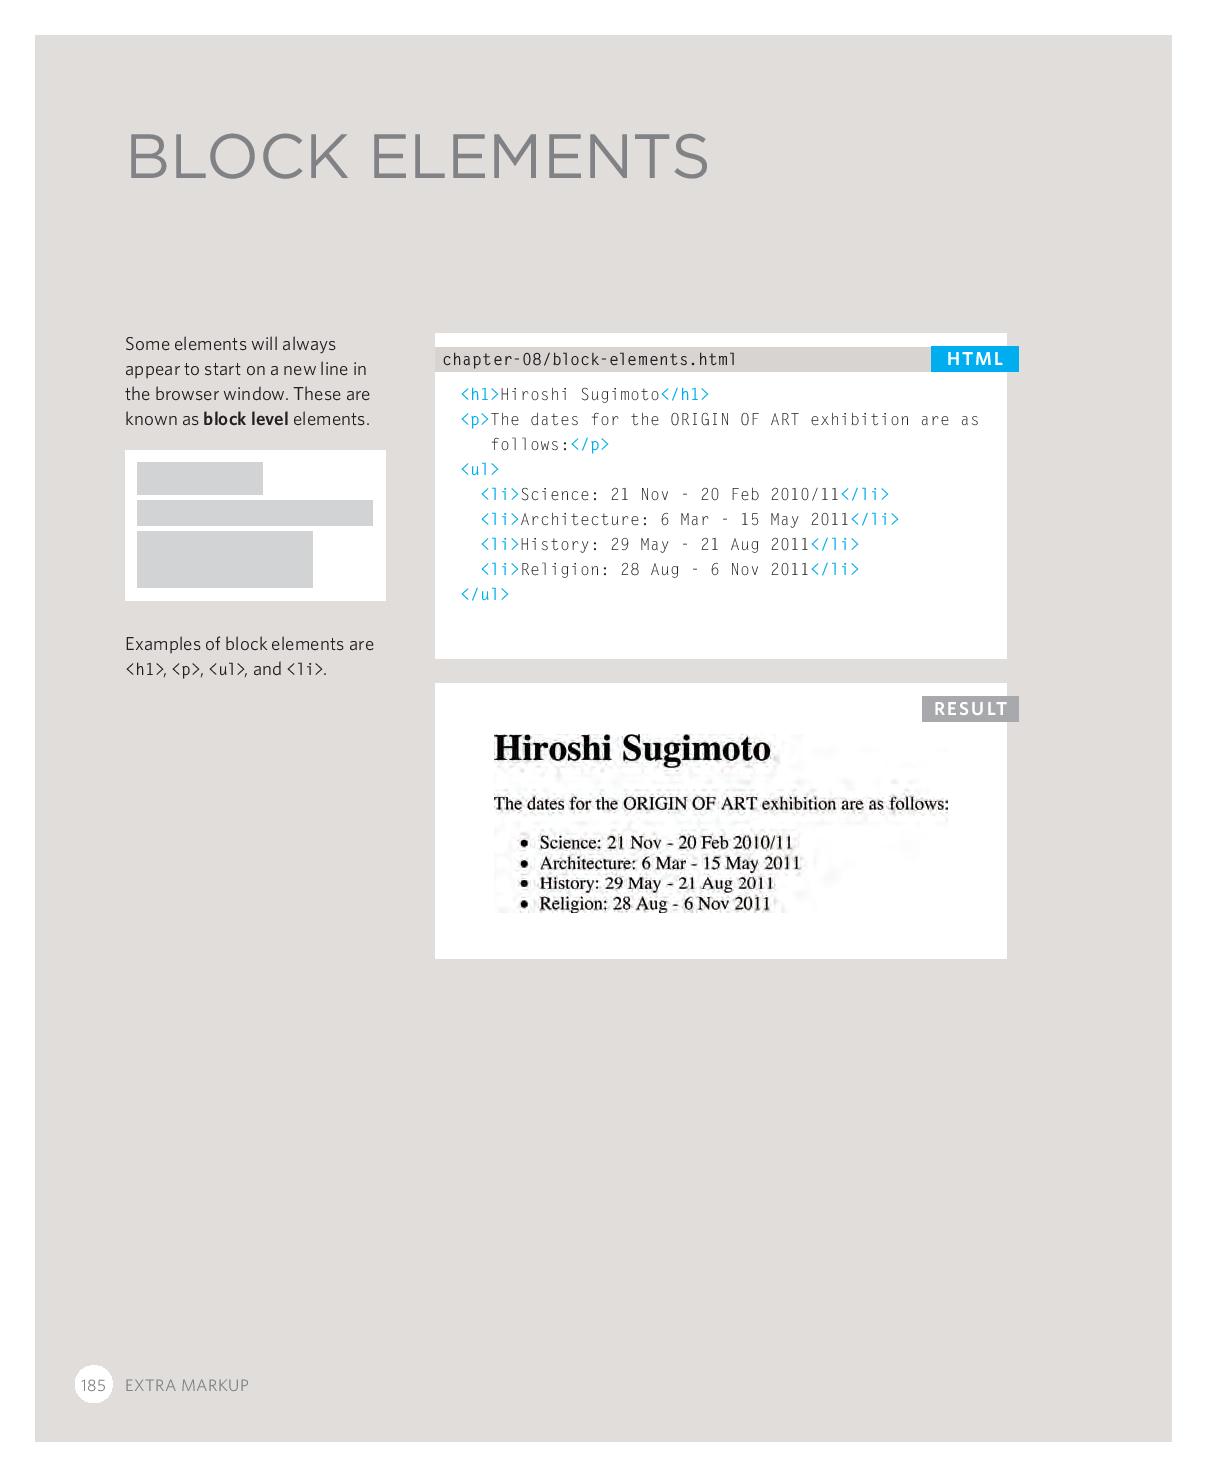 BLOCK ELEMENTS
Some elements will always
appear to start on a new line in
the browser window. These are
known as block level elements.
Examples of block elements are
<h1>, <p>, <ul>, and <li>.
chapter-08/block-elements.html
HTML
<h1>Hiroshi Sugimoto</h1>
<p>The dates for the ORIGIN OF ART exhibition are as
follows:</p>
<ul>
<li>Science: 21 Nov - 20 Feb 2010/11</li>
<li>Architecture: 6 Mar - 15 May 2011</li>
<li>History: 29 May - 21 Aug 2011</li>
<li>Religion: 28 Aug - 6 Nov 2011</li>
</ul>
RESULT
Hiroshi Sugimoto
The dates for the ORIGIN OF ART exhibition are as follows:
• Science: 21 Nov - 20 Feb 2010/11
• Architecture: 6 Mar - 15 May 2011
• History: 29 May - 21 Aug 2011
• Religion: 28 Aug - 6 Nov 2011
185 EXTRA MARKUP